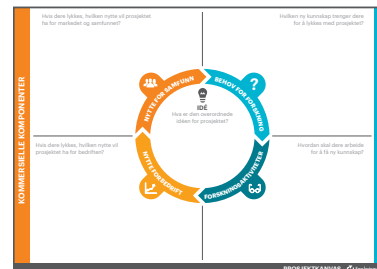 Hvis dere lykkes, hvilken nytte vil prosjektet
ha for markedet og samfunnet?
Hvilken ny kunnskap trenger dere
for å lykkes med prosjektet?
KOMMERSIELLE KOMPONENTER
NYTTE FOR SAMFUNN
BEHOV FOR FORSKNING
?
IDÉ
Hva er den overordnede
ideen for prosjektet?
Hvis dere lykkes, hvilken nytte vil
prosjektet ha for bedriften?
Hvordan skal dere arbeide
for å få ny kunnskap?
NYTTE FOR BEDRIFT
FORSKNINGSAKTIVITETER
PROSJEKTKANVAS